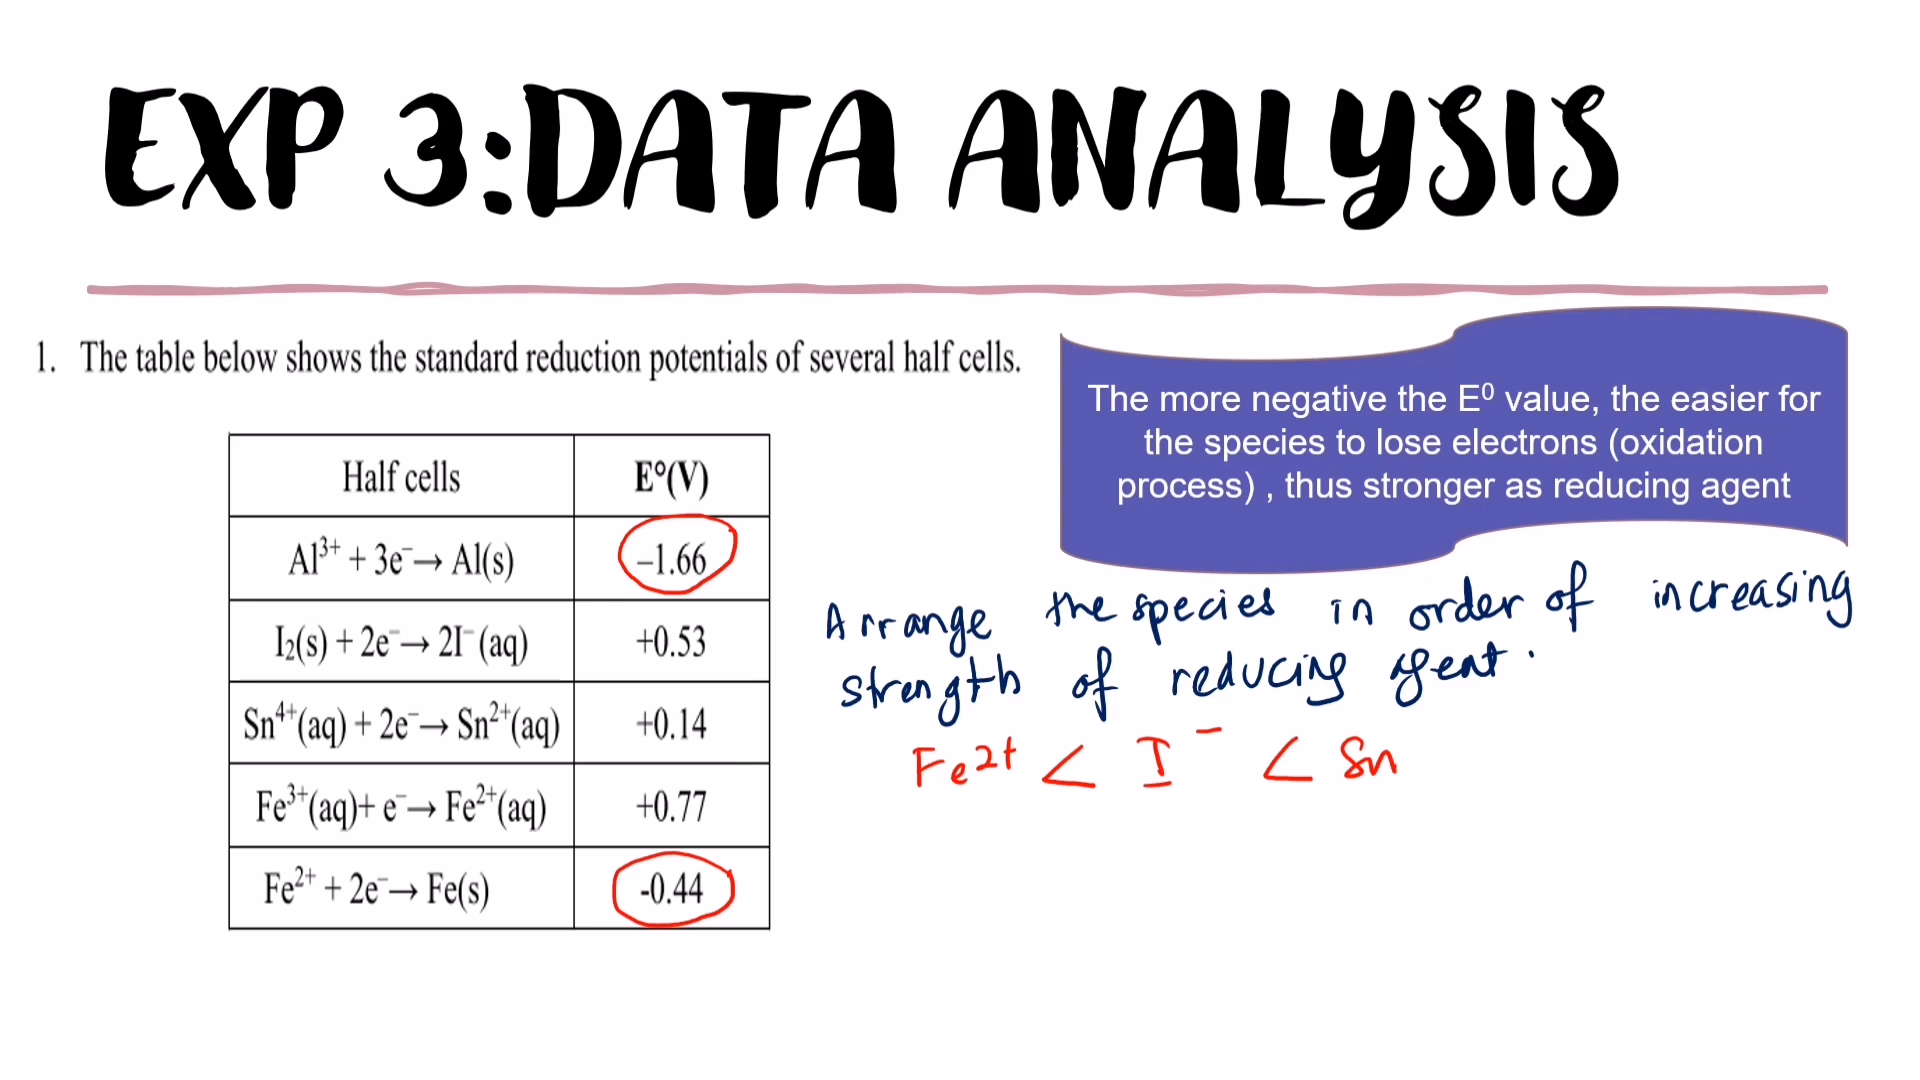 EXP 3:DATA ANALYSIS
1. The table below shows the standard reduction potentials of several half cells.
The more negative the E⁰ value, the easier for
the species to lose electrons (oxidation
process) , thus stronger as reducing agent
Half cells E°(V)
Al³⁺ + 3e⁻→ Al(s) –1.66
I₂(s) + 2e⁻→ 2I⁻ (aq) +0.53
Sn⁴⁺(aq) + 2e⁻→ Sn²⁺(aq) +0.14
Fe³⁺(aq)+ e⁻→ Fe²⁺(aq) +0.77
Fe²⁺ + 2e⁻→ Fe(s) -0.44
Arrange the species in order of increasing
strength of reducing agent.
Fe²⁺ < I⁻ < Sn